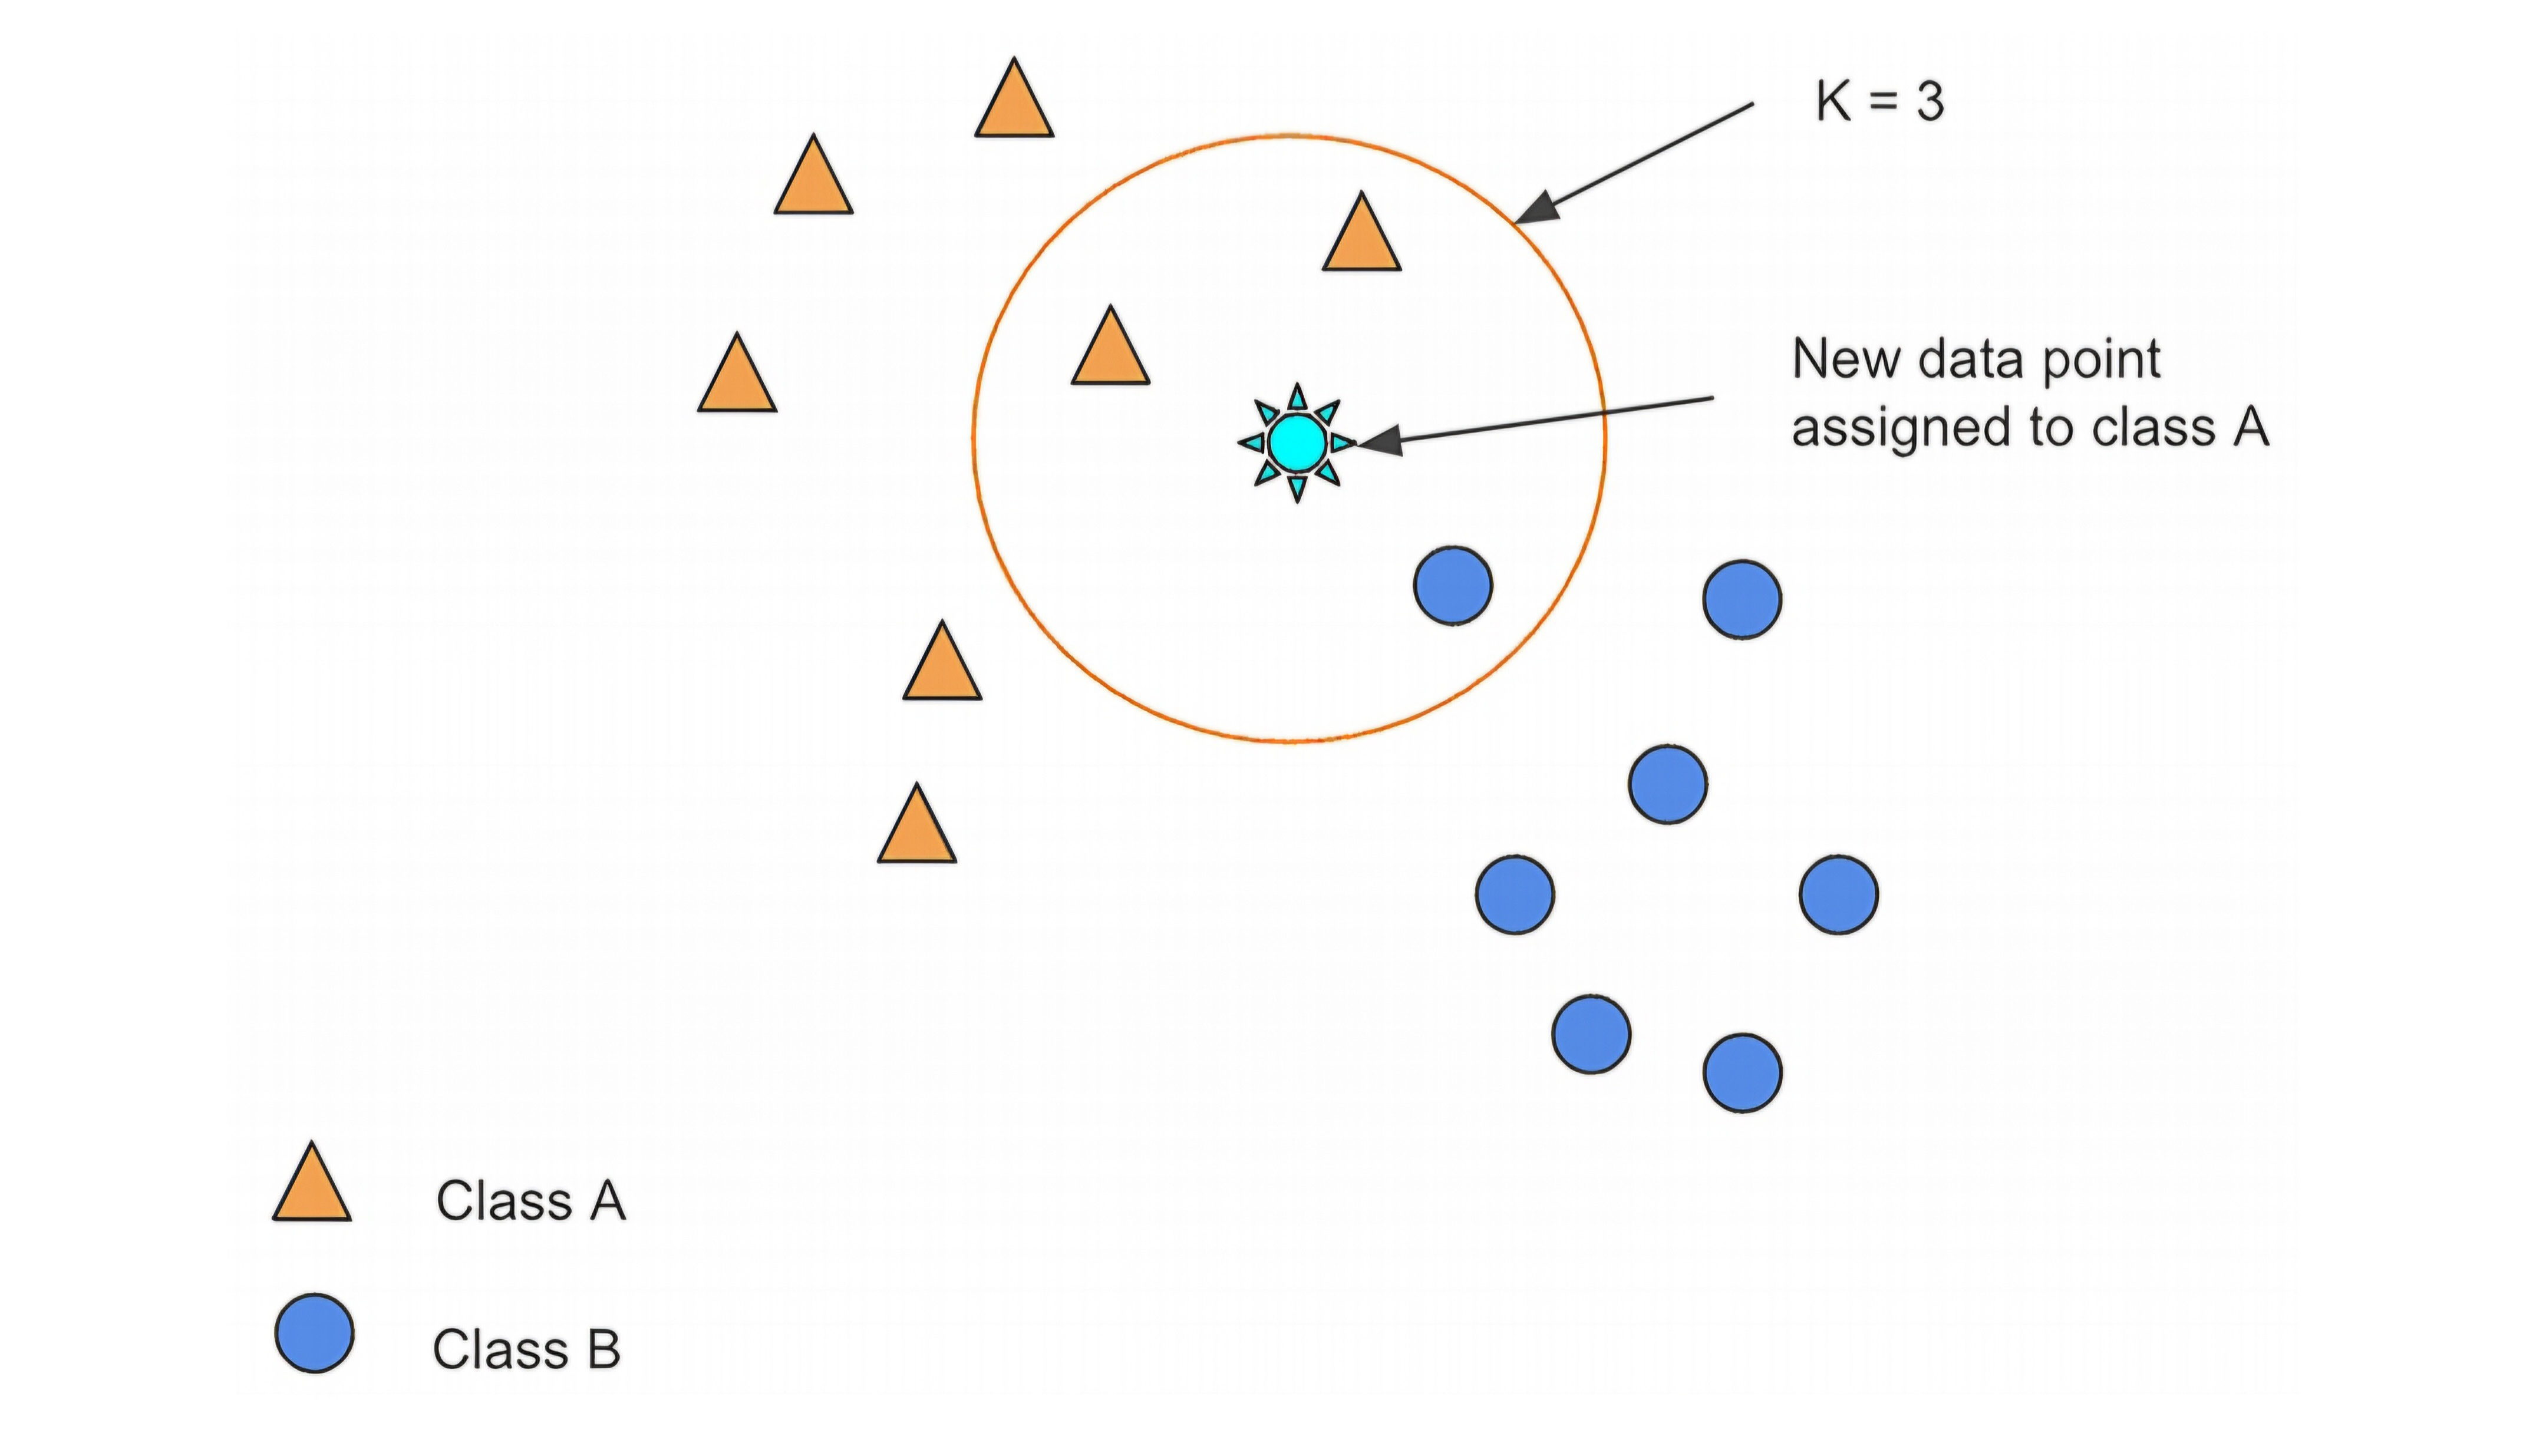 K = 3
New data point
assigned to class A
Class A
Class B